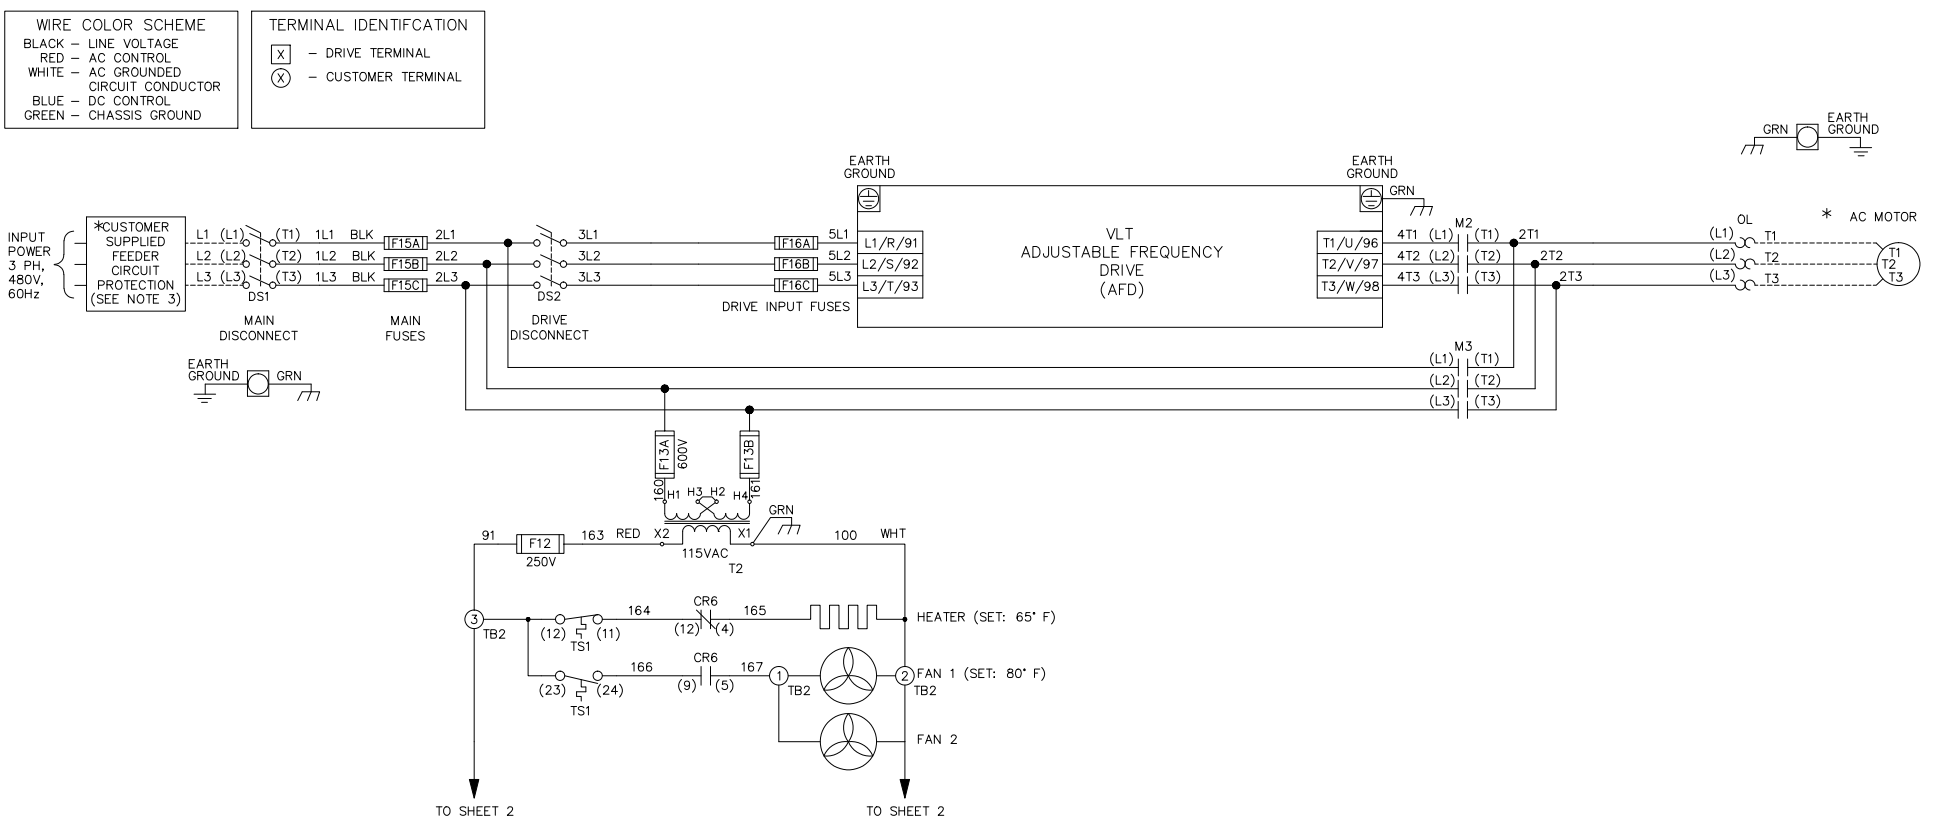 WIRE COLOR SCHEME
BLACK – LINE VOLTAGE
RED – AC CONTROL
WHITE – AC GROUNDED
CIRCUIT CONDUCTOR
BLUE – DC CONTROL
GREEN – CHASSIS GROUND
TERMINAL IDENTIFCATION
X – DRIVE TERMINAL
X – CUSTOMER TERMINAL
GRN
EARTH
GROUND
INPUT
POWER
3 PH,
480V,
60Hz
*CUSTOMER
SUPPLIED
FEEDER
CIRCUIT
PROTECTION
(SEE NOTE 3)
L1 (L1) (T1) 1L1 BLK F15A 2L1 3L1 F16A 5L1 L1/R/91
L2 (L2) (T2) 1L2 BLK F15B 2L2 3L2 F16B 5L2 L2/S/92
L3 (L3) (T3) 1L3 BLK F15C 2L3 3L3 F16C 5L3 L3/T/93
DS1
DS2
MAIN
DISCONNECT
MAIN
FUSES
DRIVE
DISCONNECT
DRIVE INPUT FUSES
EARTH
GROUND
VLT
ADJUSTABLE FREQUENCY
DRIVE
(AFD)
EARTH
GROUND
GRN
M2
T1/U/96 4T1 (L1) (T1) 2T1
T2/V/97 4T2 (L2) (T2) 2T2
T3/W/98 4T3 (L3) (T3) 2T3
OL
(L1) T1
(L2) T2
(L3) T3
* AC MOTOR
T1
T2
T3
EARTH
GROUND
GRN
M3
(L1) (T1)
(L2) (T2)
(L3) (T3)
F13A
600V
F13B
160
161
H1 H3 H2 H4
GRN
91 F12 163 RED X2 X1 100 WHT
250V
115VAC
T2
3
TB2
(12) (11)
TS1
164
CR6
(12) (4)
165
HEATER (SET: 65° F)
(23) (24)
TS1
166
CR6
(9) (5)
167
1
TB2
2
TB2
FAN 1 (SET: 80° F)
FAN 2
TO SHEET 2
TO SHEET 2